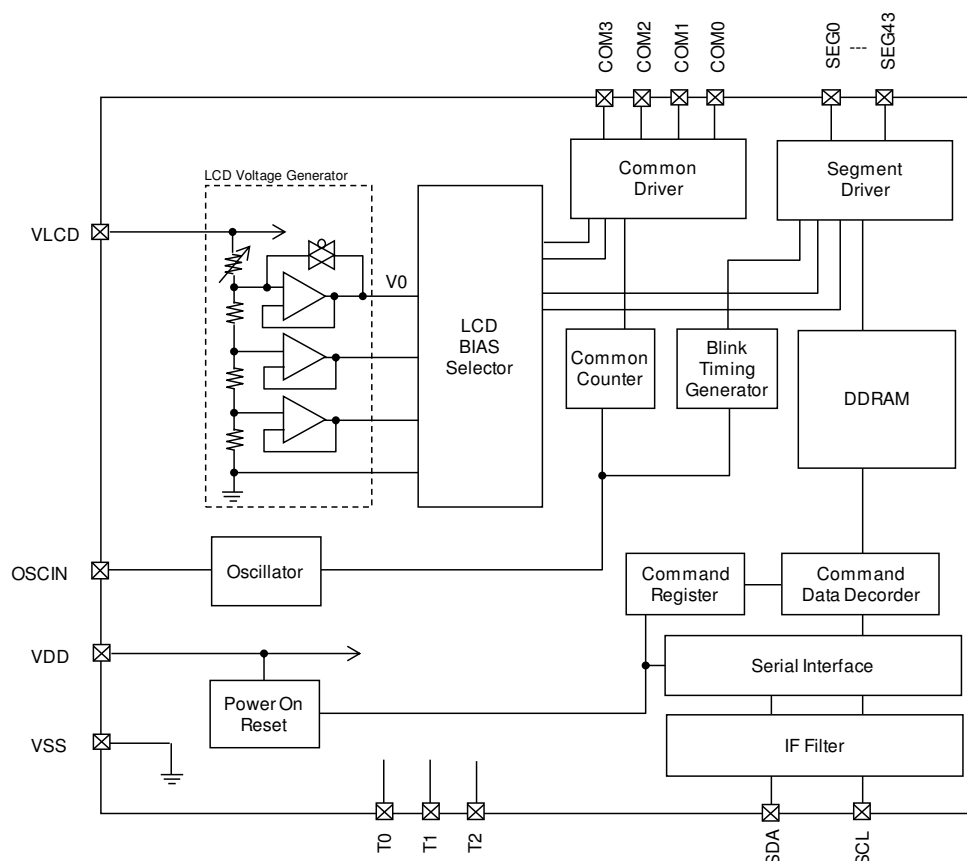 COM3
COM2
COM1
COM0
SEG0
---
SEG43
LCD Voltage Generator
Common
Driver
Segment
Driver
VLCD
V0
LCD
BIAS
Selector
Common
Counter
Blink
Timing
Generator
DDRAM
OSCIN
Oscillator
Command
Register
Command
Data Decorder
VDD
Serial Interface
Power On
Reset
VSS
IF Filter
T0
T1
T2
SDA
SCL